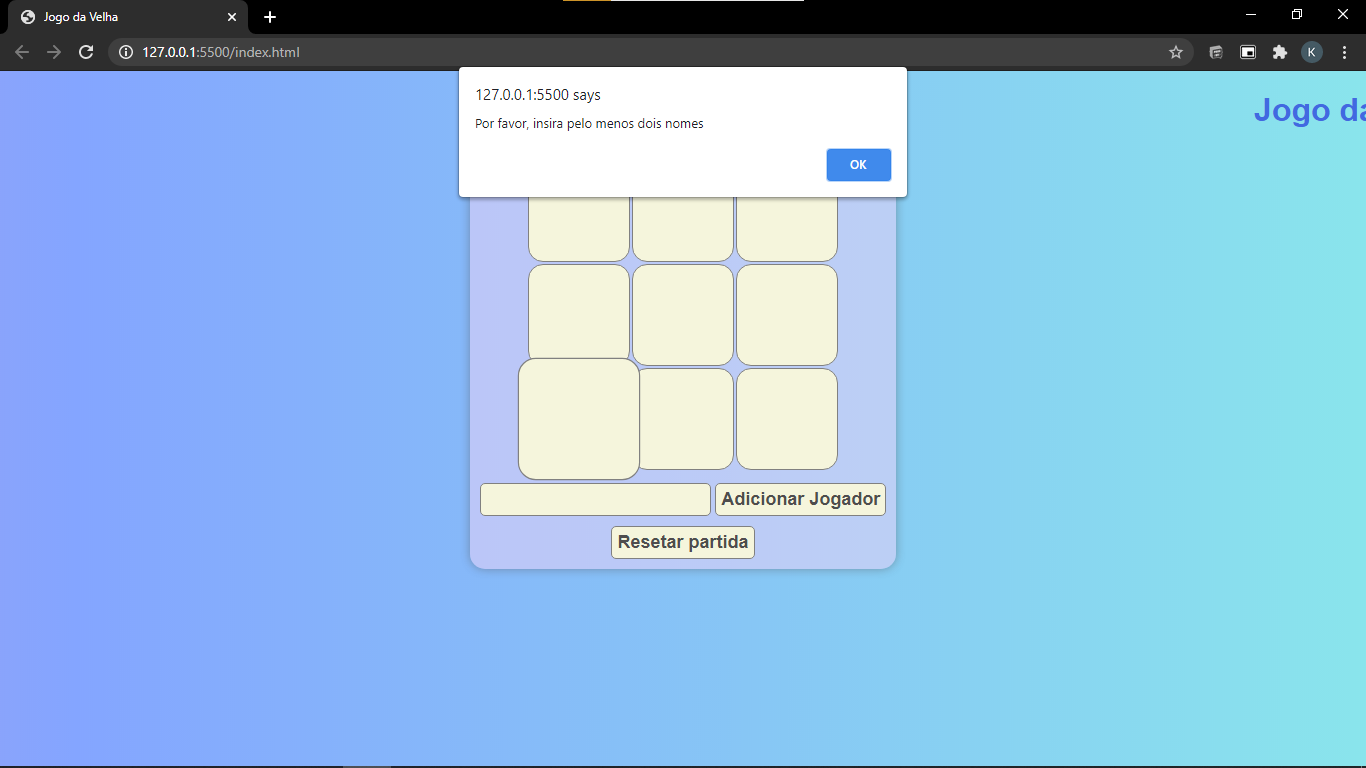 Jogo da Velha
127.0.0.1:5500/index.html
K
127.0.0.1:5500 says
Por favor, insira pelo menos dois nomes
OK
Jogo da
Adicionar Jogador
Resetar partida